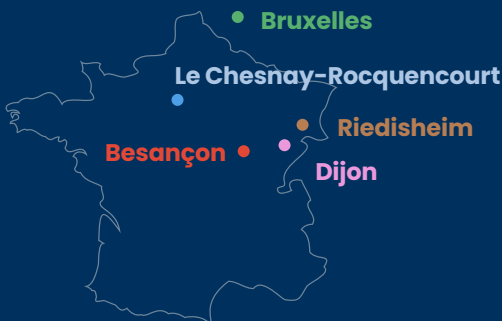 Bruxelles
Le Chesnay-Rocquencourt
Riedisheim
Besançon
Dijon